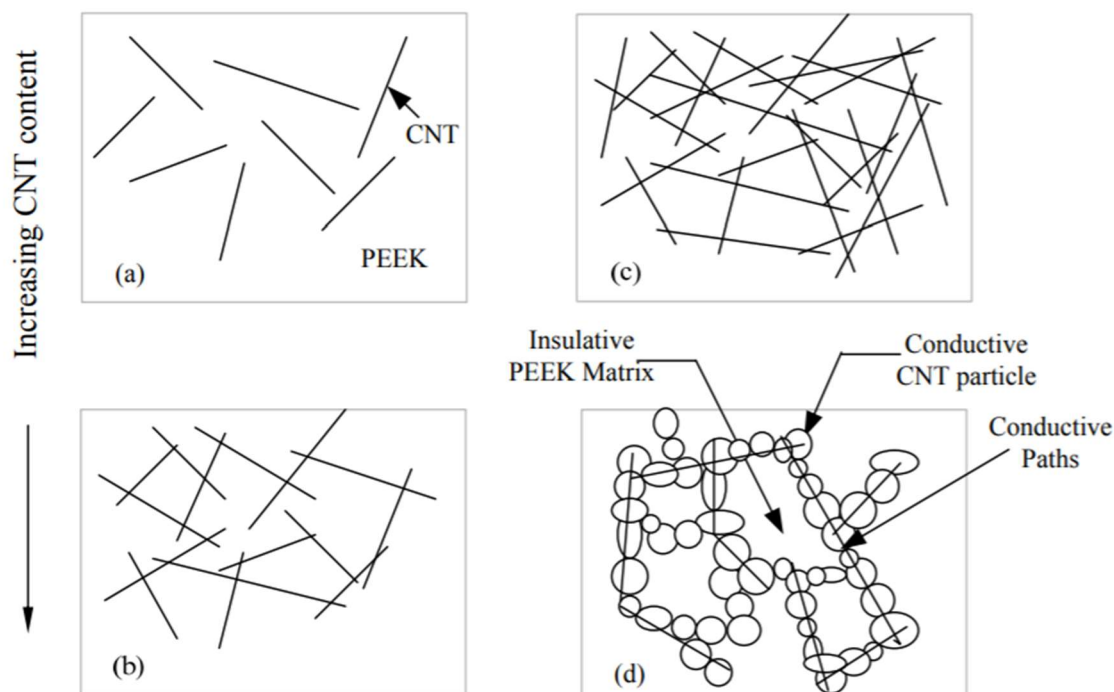 Increasing CNT content
CNT
PEEK
(a)
(c)
Insulative
PEEK Matrix
Conductive
CNT particle
Conductive
Paths
(b)
(d)